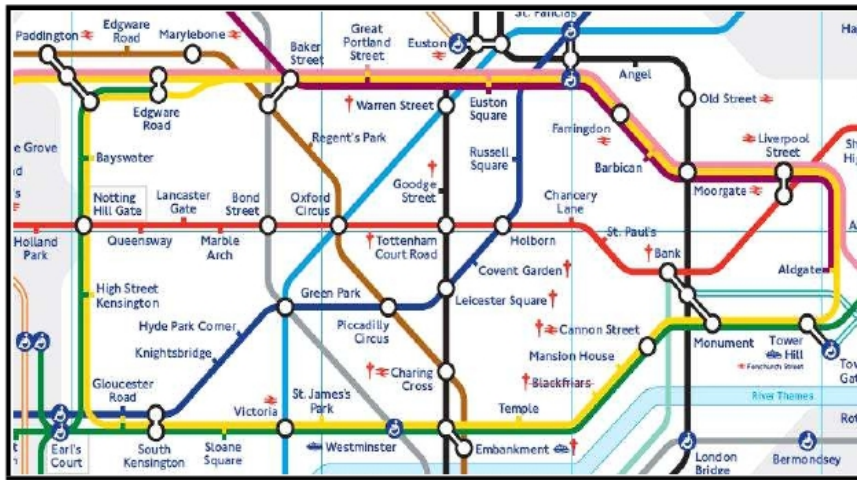 St. Pancras
Edgware
Road
Marylebone
Paddington
Baker
Street
Great
Portland
Street
Euston
Angel
Old Street
Warren Street
Euston
Square
Edgware
Road
Farringdon
Liverpool
Street
Regent's Park
Russell
Square
Barbican
Bayswater
Moorgate
e Grove
Goodge
Street
Notting
Hill Gate
Lancaster
Gate
Bond
Street
Oxford
Circus
Chancery
Lane
St. Paul's
Holland
Park
Queensway
Marble
Arch
Tottenham
Court Road
Holborn
Bank
Covent Garden
Aldgate
High Street
Kensington
Green Park
Leicester Square
Hyde Park Corner
Piccadilly
Circus
Cannon Street
Monument
Tower
Hill
Fenchurch Street
Knightsbridge
Mansion House
Charing
Cross
Blackfriars
Gloucester
Road
Victoria
St. James's
Park
Temple
River Thames
Earl's
Court
South
Kensington
Sloane
Square
Westminster
Embankment
London
Bridge
Bermondsey